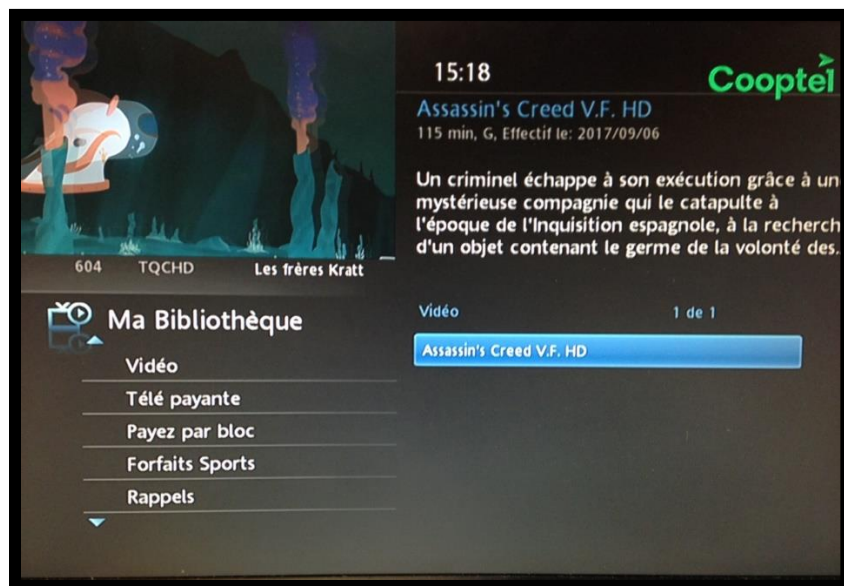 15:18
Cooptel
Assassin's Creed V.F. HD
115 min, G, Effectif le: 2017/09/06
Un criminel échappe à son exécution grâce à un
mystérieuse compagnie qui le catapulte à
l'époque de l'Inquisition espagnole, à la recherch
d'un objet contenant le germe de la volonté des..
604 TQCHD Les frères Kratt
Ma Bibliothèque
Vidéo
Télé payante
Payez par bloc
Forfaits Sports
Rappels
Vidéo 1 de 1
Assassin's Creed V.F. HD